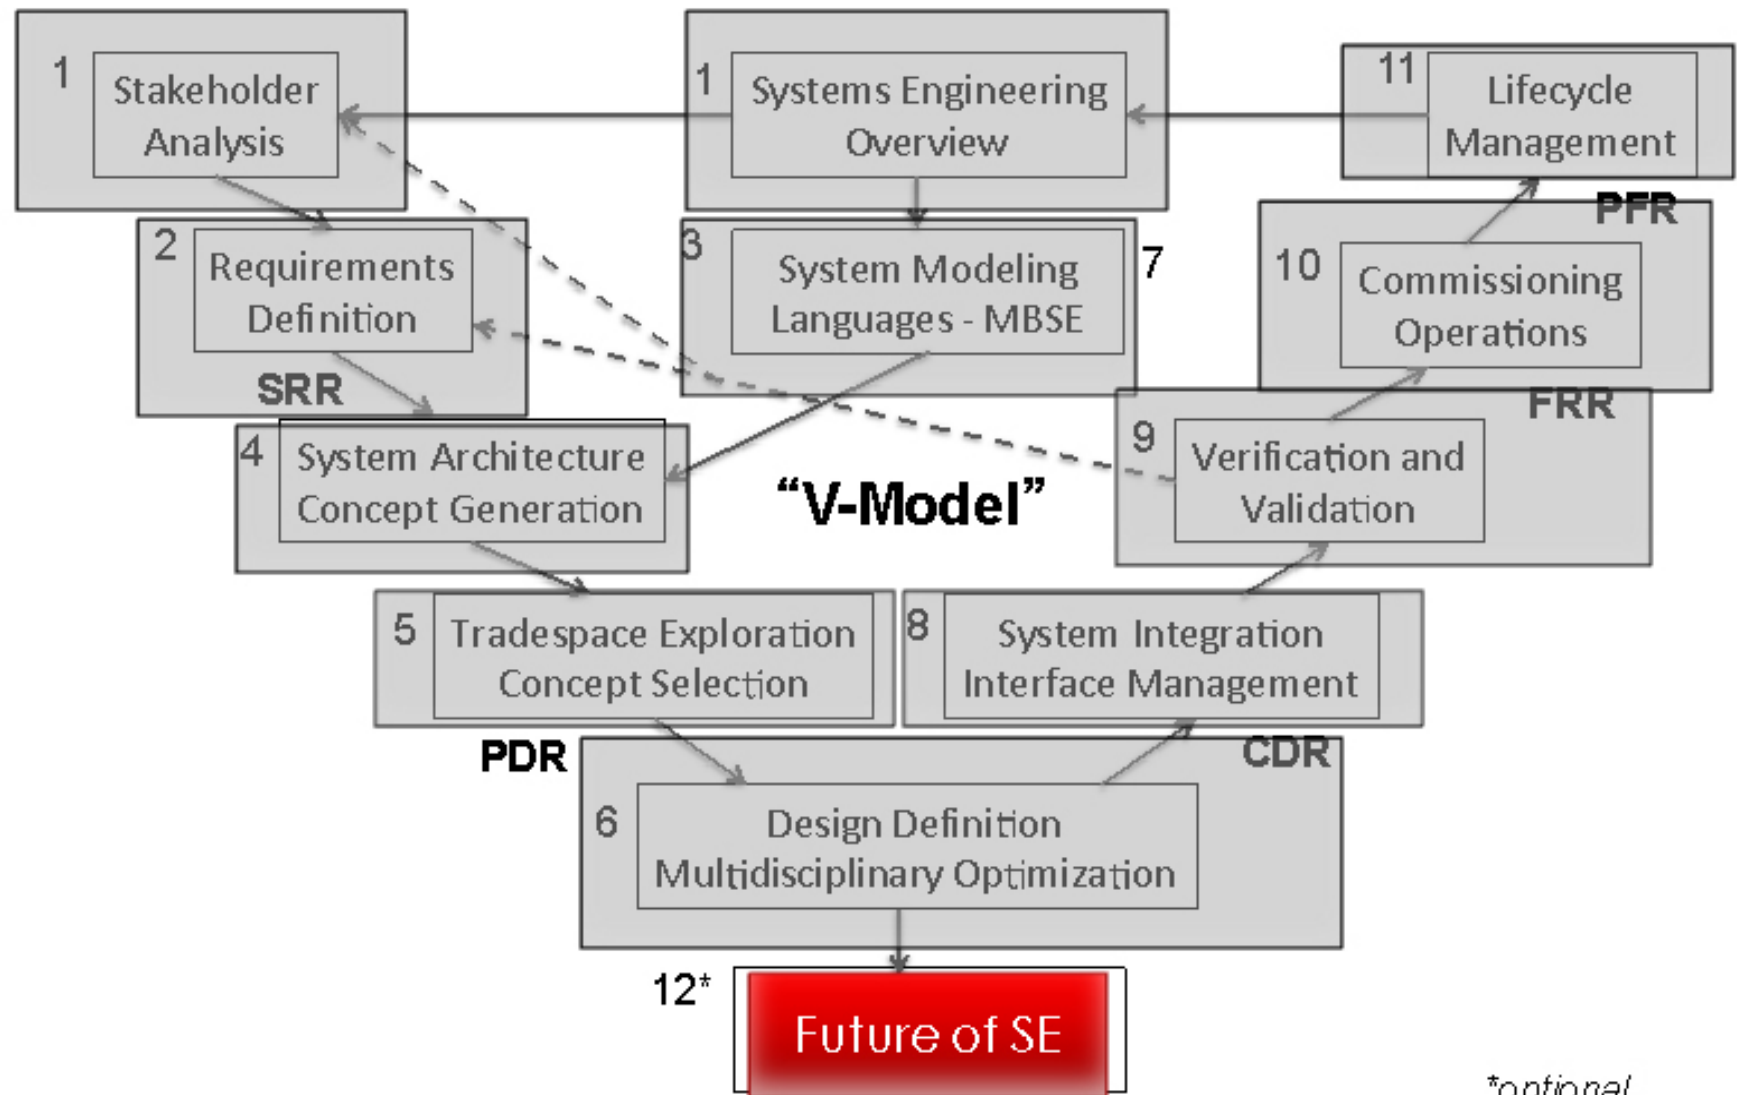 1
Stakeholder
Analysis
1
Systems Engineering
Overview
11
Lifecycle
Management
PFR
2
Requirements
Definition
SRR
3
System Modeling
Languages - MBSE
7
10
Commissioning
Operations
FRR
4
System Architecture
Concept Generation
“V-Model”
9
Verification and
Validation
5
Tradespace Exploration
Concept Selection
8
System Integration
Interface Management
PDR
CDR
6
Design Definition
Multidisciplinary Optimization
12*
Future of SE
*optional